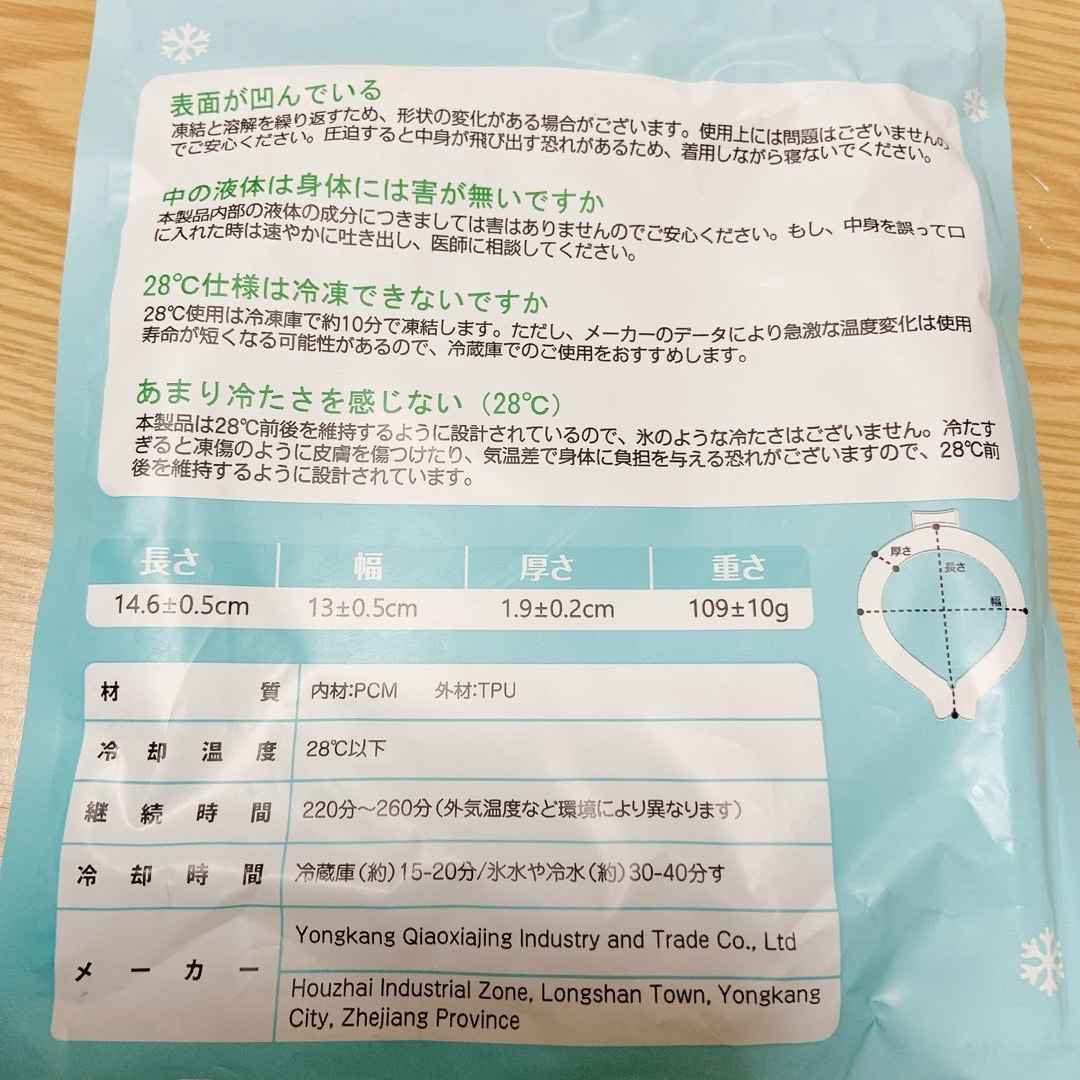 表面が凹んでいる
凍結と溶解を繰り返すため、形状の変化がある場合がございます。使用上には問題はございませんの
でご安心ください。圧迫すると中身が飛び出す恐れがあるため、着用しながら寝ないでください。
中の液体は身体には害が無いですか
本製品内部の液体の成分につきましては害はありませんのでご安心ください。もし、中身を誤って口
に入れた時は速やかに吐き出し、医師に相談してください。
28℃仕様は冷凍できないですか
28℃使用は冷凍庫で約10分で凍結します。ただし、メーカーのデータにより急激な温度変化は使用
寿命が短くなる可能性があるので、冷蔵庫でのご使用をおすすめします。
あまり冷たさを感じない（28℃）
本製品は28℃前後を維持するように設計されているので、氷のような冷たさはございません。冷たす
ぎると凍傷のように皮膚を傷つけたり、気温差で身体に負担を与える恐れがございますので、28℃前
後を維持するように設計されています。
長さ 幅 厚さ 重さ
14.6±0.5cm 13±0.5cm 1.9±0.2cm 109±10g
厚さ
長さ
幅
材質 内材:PCM 外材:TPU
冷却温度 28℃以下
継続時間 220分～260分（外気温度など環境により異なります）
冷却時間 冷蔵庫（約）15-20分/氷水や冷水（約）30-40分す
メーカー Yongkang Qiaoxiajing Industry and Trade Co., Ltd
Houzhai Industrial Zone, Longshan Town, Yongkang
City, Zhejiang Province